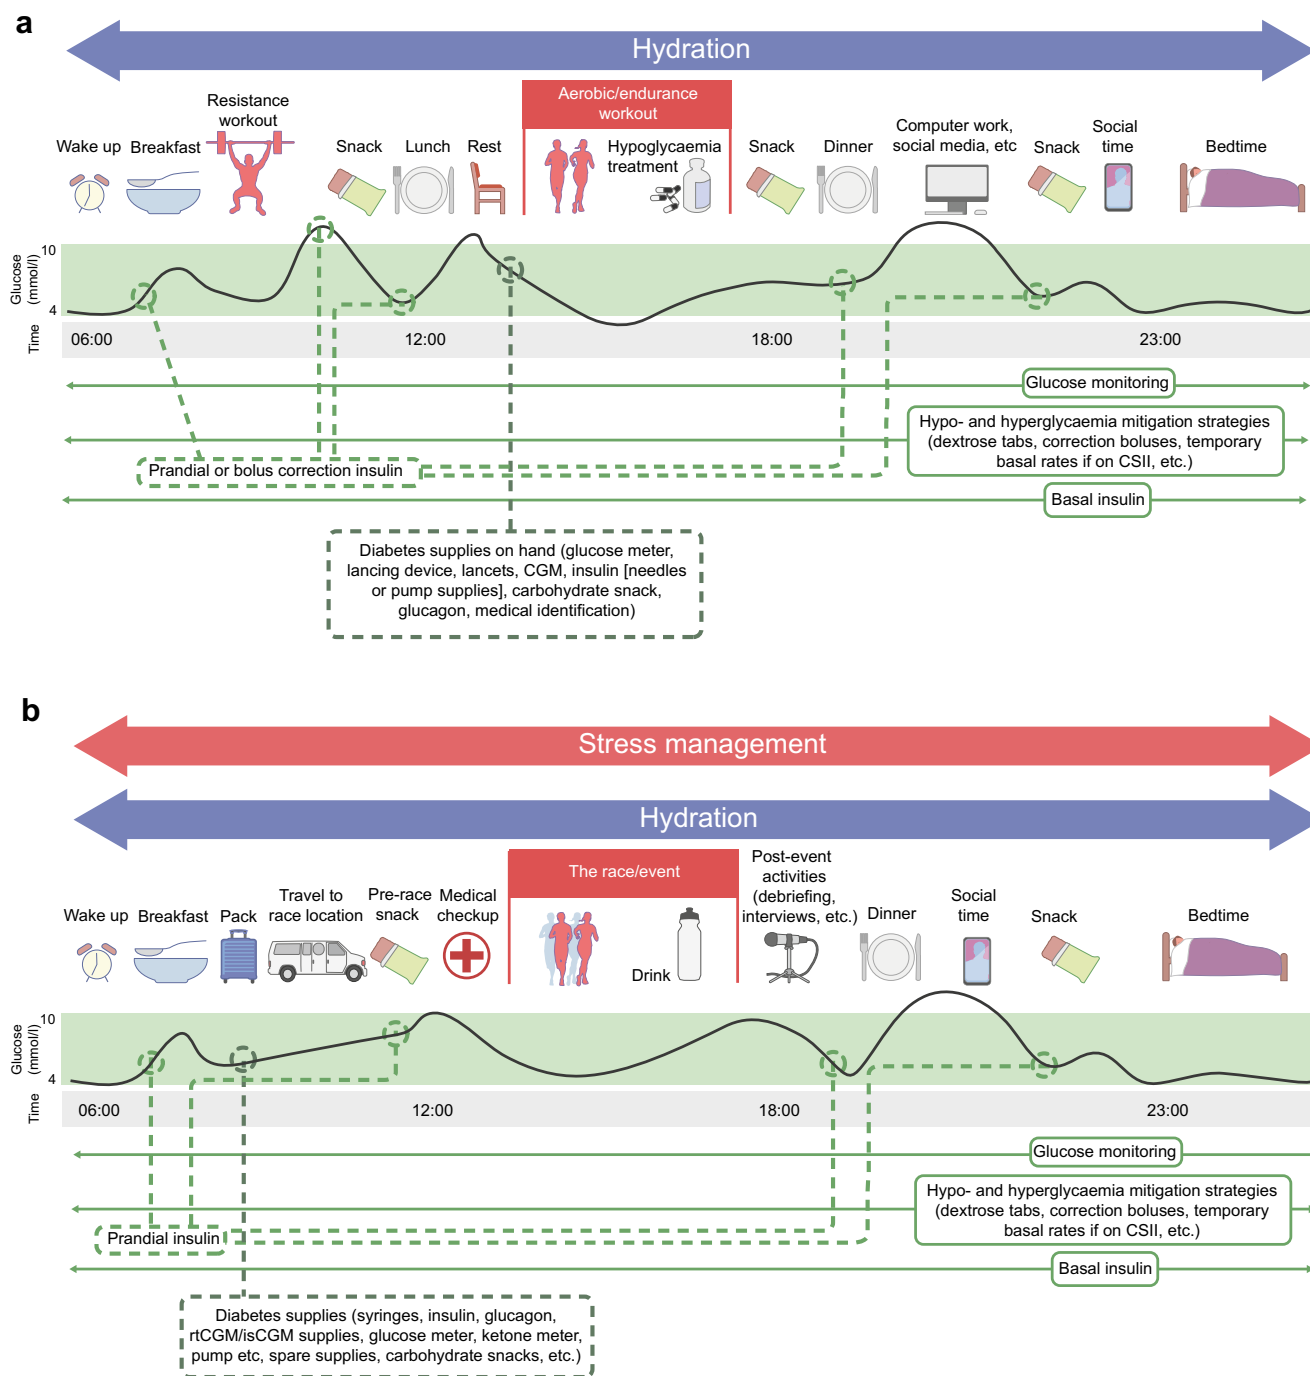 a
Hydration
Aerobic/endurance
workout
Resistance
workout
Wake up
Breakfast
Snack
Lunch
Rest
Hypoglycaemia
treatment
Snack
Dinner
Computer work,
social media, etc
Snack
Social
time
Bedtime
Glucose
(mmol/l)
10
4
Time
06:00
12:00
18:00
23:00
Glucose monitoring
Hypo- and hyperglycaemia mitigation strategies
(dextrose tabs, correction boluses, temporary
basal rates if on CSII, etc.)
Prandial or bolus correction insulin
Basal insulin
Diabetes supplies on hand (glucose meter,
lancing device, lancets, CGM, insulin [needles
or pump supplies], carbohydrate snack,
glucagon, medical identification)
b
Stress management
Hydration
The race/event
Wake up
Breakfast
Pack
Travel to
race location
Pre-race
snack
Medical
checkup
Drink
Post-event
activities
(debriefing,
interviews, etc.)
Dinner
Social
time
Snack
Bedtime
Glucose
(mmol/l)
10
4
Time
06:00
12:00
18:00
23:00
Glucose monitoring
Hypo- and hyperglycaemia mitigation strategies
(dextrose tabs, correction boluses, temporary
basal rates if on CSII, etc.)
Prandial insulin
Basal insulin
Diabetes supplies (syringes, insulin, glucagon,
rtCGM/isCGM supplies, glucose meter, ketone meter,
pump etc, spare supplies, carbohydrate snacks, etc.)